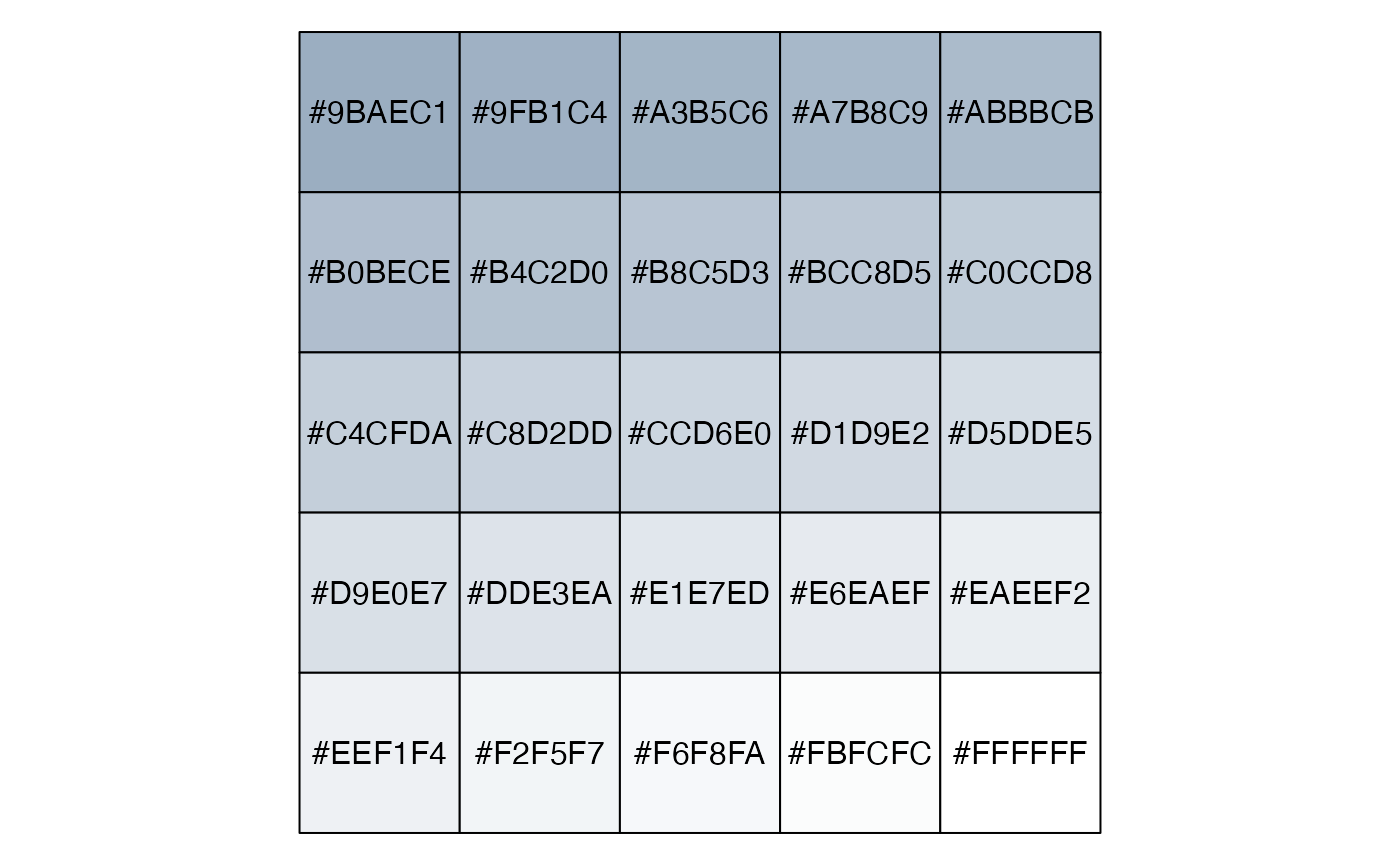 #9BAEC1 #9FB1C4 #A3B5C6 #A7B8C9 #ABBBCB
#B0BECE #B4C2D0 #B8C5D3 #BCC8D5 #C0CCD8
#C4CFDA #C8D2DD #CCD6E0 #D1D9E2 #D5DDE5
#D9E0E7 #DDE3EA #E1E7ED #E6EAEF #EAEEF2
#EEF1F4 #F2F5F7 #F6F8FA #FBFCFC #FFFFFF